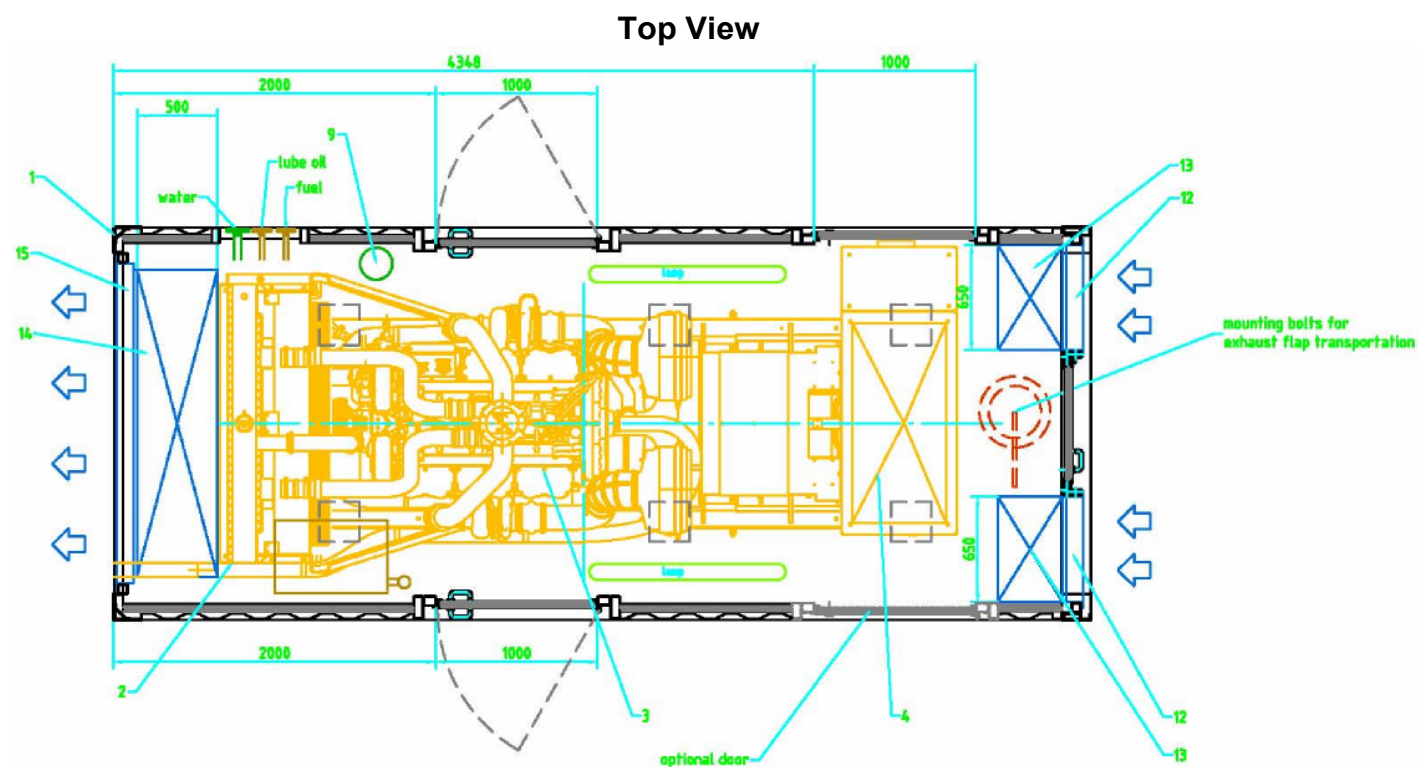 Top View
4348
1000
2000
1000
500
9
lube oil
fuel
water
1
13
12
15
14
lamp
650
mounting bolts for
exhaust flap transportation
650
lamp
2000
1000
2
3
4
12
13
optional door